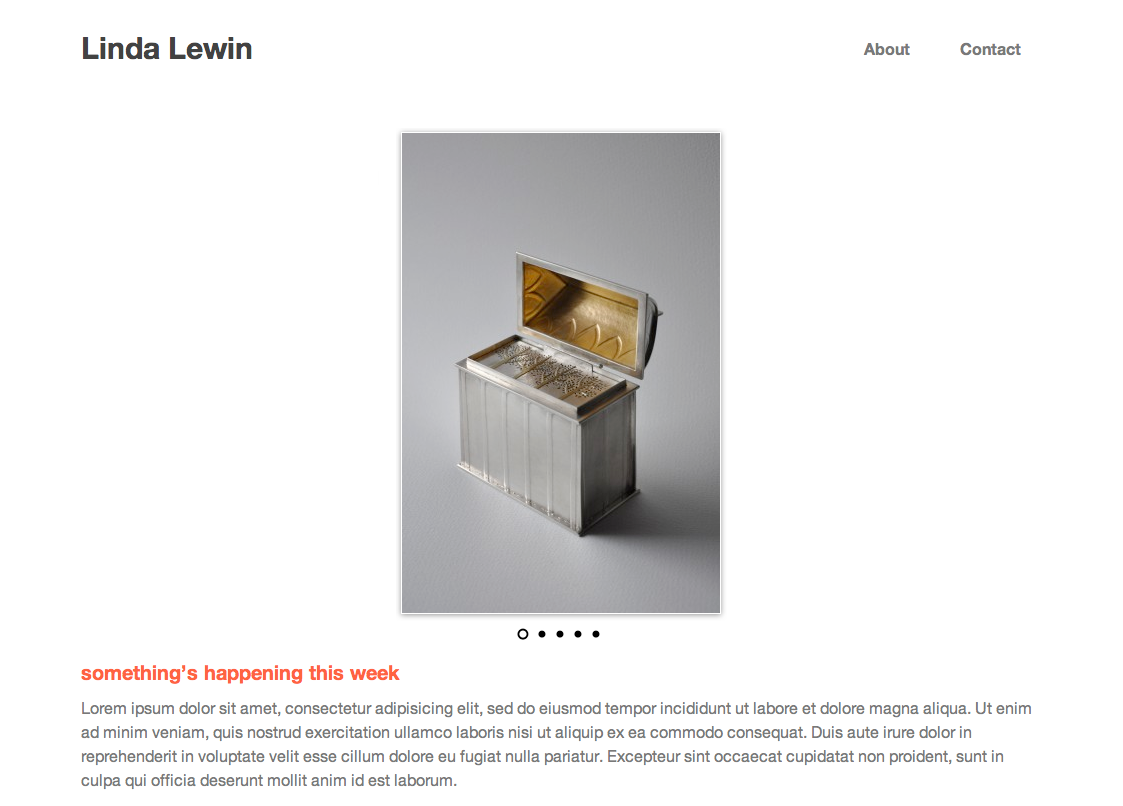 Linda Lewin
About
Contact
something's happening this week
Lorem ipsum dolor sit amet, consectetur adipisicing elit, sed do eiusmod tempor incididunt ut labore et dolore magna aliqua. Ut enim
ad minim veniam, quis nostrud exercitation ullamco laboris nisi ut aliquip ex ea commodo consequat. Duis aute irure dolor in
reprehenderit in voluptate velit esse cillum dolore eu fugiat nulla pariatur. Excepteur sint occaecat cupidatat non proident, sunt in
culpa qui officia deserunt mollit anim id est laborum.